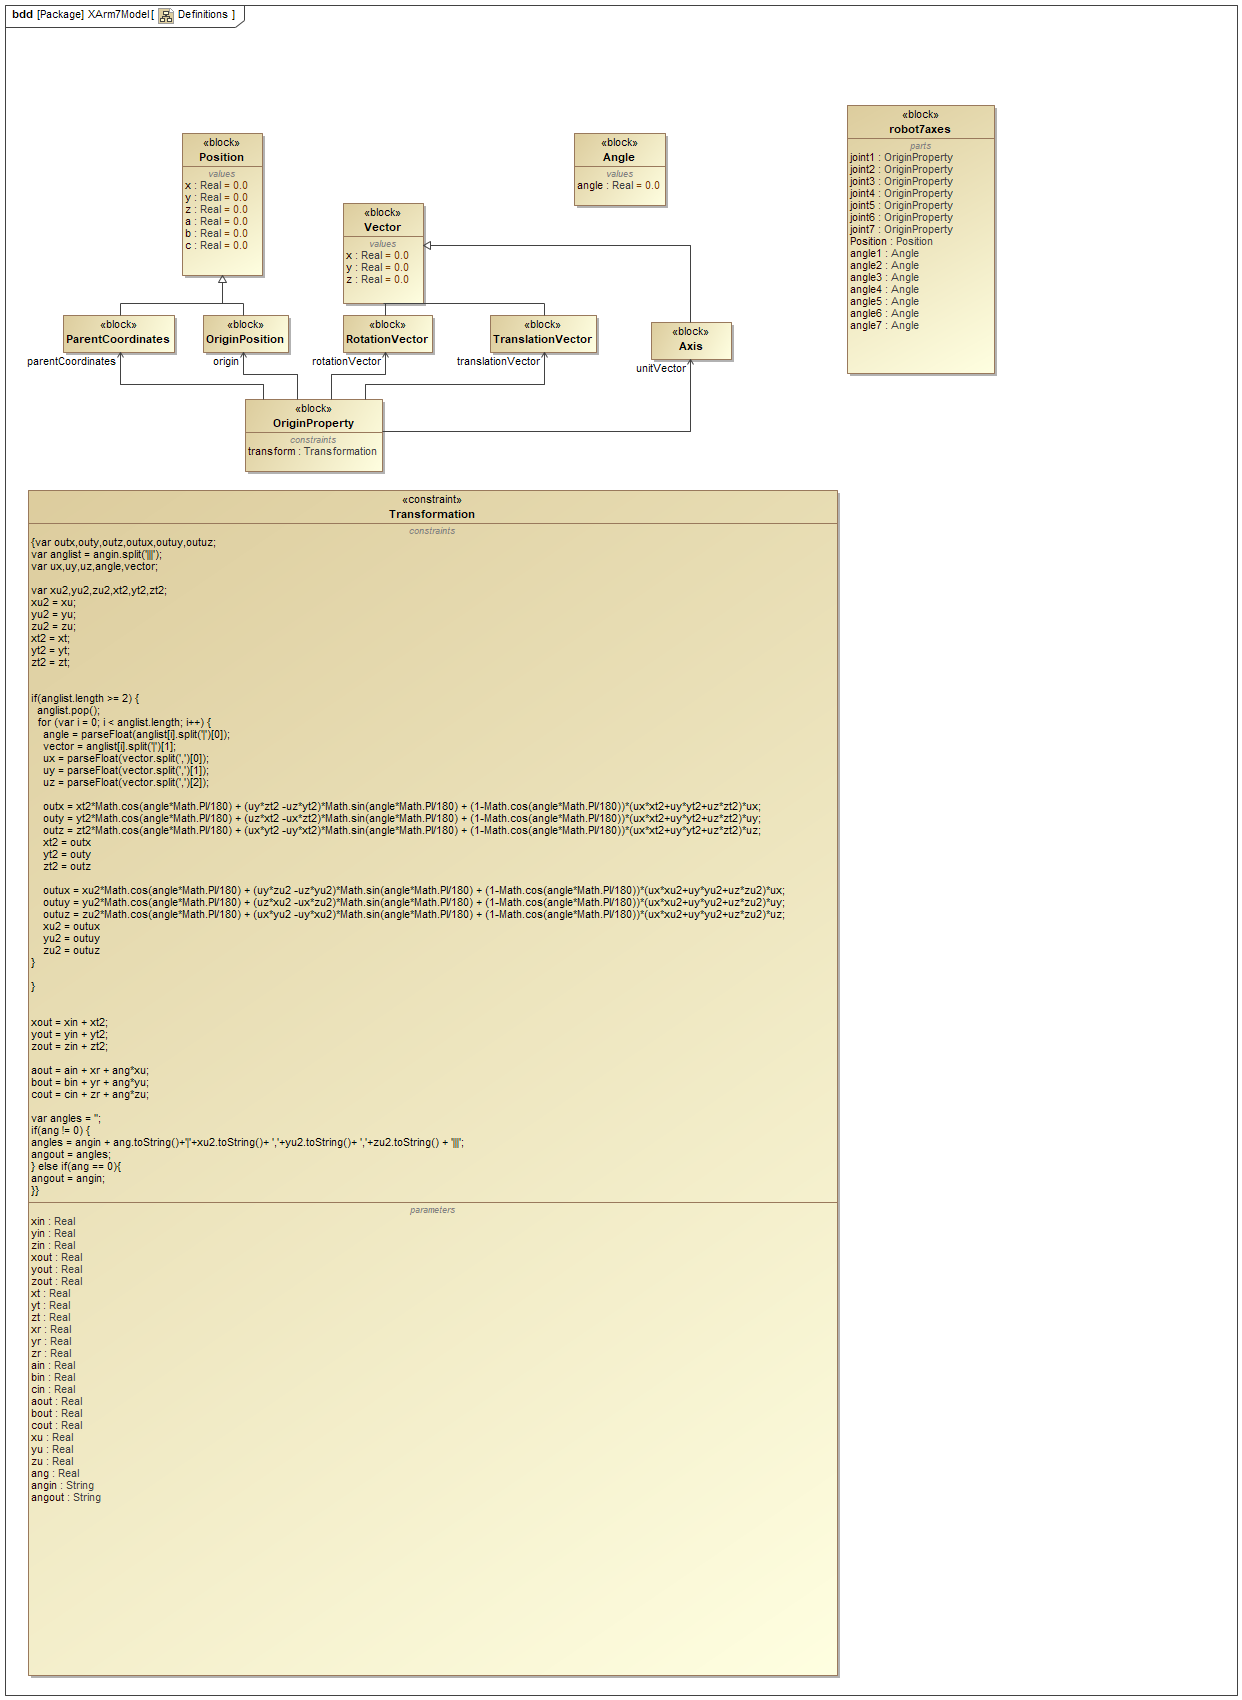 bdd [Package] XArm7Model[ Definitions ]
«block»
Position
values
x : Real = 0.0
y : Real = 0.0
z : Real = 0.0
a : Real = 0.0
b : Real = 0.0
c : Real = 0.0
«block»
Angle
values
angle : Real = 0.0
«block»
robot7axes
parts
joint1 : OriginProperty
joint2 : OriginProperty
joint3 : OriginProperty
joint4 : OriginProperty
joint5 : OriginProperty
joint6 : OriginProperty
joint7 : OriginProperty
Position : Position
angle1 : Angle
angle2 : Angle
angle3 : Angle
angle4 : Angle
angle5 : Angle
angle6 : Angle
angle7 : Angle
«block»
Vector
values
x : Real = 0.0
y : Real = 0.0
z : Real = 0.0
«block»
ParentCoordinates
«block»
OriginPosition
«block»
RotationVector
«block»
TranslationVector
«block»
Axis
parentCoordinates
origin
rotationVector
translationVector
unitVector
«block»
OriginProperty
constraints
transform : Transformation
«constraint»
Transformation
constraints
{var outx,outy,outz,outux,outuy,outuz;
var anglist = angin.split('');
var ux,uy,uz,angle,vector;
var xu2,yu2,zu2,xt2,yt2,zt2;
xu2 = xu;
yu2 = yu;
zu2 = zu;
xt2 = xt;
yt2 = yt;
zt2 = zt;
if(anglist.length >= 2) {
anglist.pop();
for (var i = 0; i < anglist.length; i++) {
angle = parseFloat(anglist[i].split('|')[0]);
vector = anglist[i].split('|')[1];
ux = parseFloat(vector.split(',')[0]);
uy = parseFloat(vector.split(',')[1]);
uz = parseFloat(vector.split(',')[2]);
outx = xt2*Math.cos(angle*Math.PI/180) + (uy*zt2 -uz*yt2)*Math.sin(angle*Math.PI/180) + (1-Math.cos(angle*Math.PI/180))*(ux*xt2+uy*yt2+uz*zt2)*ux;
outy = yt2*Math.cos(angle*Math.PI/180) + (uz*xt2 -ux*zt2)*Math.sin(angle*Math.PI/180) + (1-Math.cos(angle*Math.PI/180))*(ux*xt2+uy*yt2+uz*zt2)*uy;
outz = zt2*Math.cos(angle*Math.PI/180) + (ux*yt2 -uy*xt2)*Math.sin(angle*Math.PI/180) + (1-Math.cos(angle*Math.PI/180))*(ux*xt2+uy*yt2+uz*zt2)*uz;
xt2 = outx
yt2 = outy
zt2 = outz
outux = xu2*Math.cos(angle*Math.PI/180) + (uy*zu2 -uz*yu2)*Math.sin(angle*Math.PI/180) + (1-Math.cos(angle*Math.PI/180))*(ux*xu2+uy*yu2+uz*zu2)*ux;
outuy = yu2*Math.cos(angle*Math.PI/180) + (uz*xu2 -ux*zu2)*Math.sin(angle*Math.PI/180) + (1-Math.cos(angle*Math.PI/180))*(ux*xu2+uy*yu2+uz*zu2)*uy;
outuz = zu2*Math.cos(angle*Math.PI/180) + (ux*yu2 -uy*xu2)*Math.sin(angle*Math.PI/180) + (1-Math.cos(angle*Math.PI/180))*(ux*xu2+uy*yu2+uz*zu2)*uz;
xu2 = outux
yu2 = outuy
zu2 = outuz
}
}
xout = xin + xt2;
yout = yin + yt2;
zout = zin + zt2;
aout = ain + xr + ang*xu;
bout = bin + yr + ang*yu;
cout = cin + zr + ang*zu;
var angles = '';
if(ang != 0) {
angles = angin + ang.toString()+'|'+xu2.toString()+ ','+yu2.toString()+ ','+zu2.toString() + '';
angout = angles;
} else if(ang == 0){
angout = angin;
}}
parameters
xin : Real
yin : Real
zin : Real
xout : Real
yout : Real
zout : Real
xt : Real
yt : Real
zt : Real
xr : Real
yr : Real
zr : Real
ain : Real
bin : Real
cin : Real
aout : Real
bout : Real
cout : Real
xu : Real
yu : Real
zu : Real
ang : Real
angin : String
angout : String